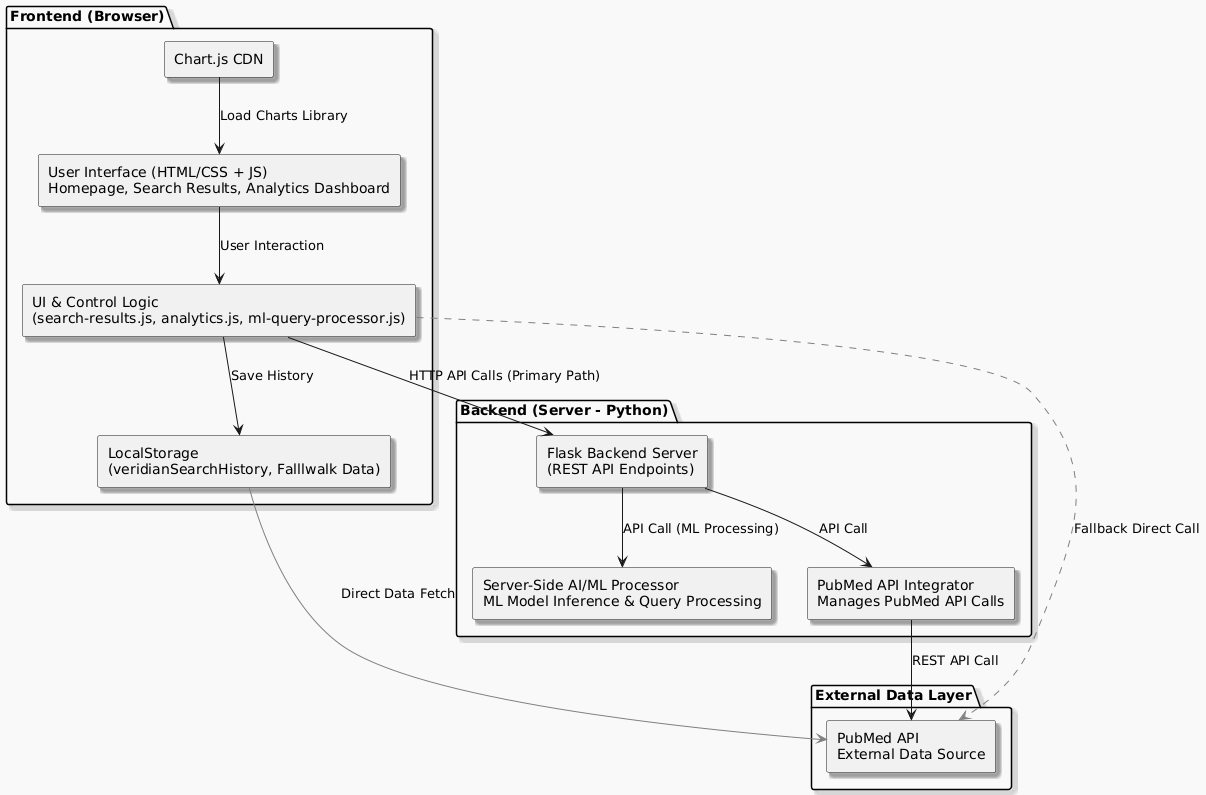 Frontend (Browser)
Chart.js CDN
Load Charts Library
User Interface (HTML/CSS + JS)
Homepage, Search Results, Analytics Dashboard
User Interaction
UI & Control Logic
(search-results.js, analytics.js, ml-query-processor.js)
Save History
HTTP API Calls (Primary Path)
Backend (Server - Python)
LocalStorage
(veridianSearchHistory, Falllwalk Data)
Flask Backend Server
(REST API Endpoints)
API Call (ML Processing)
API Call
Fallback Direct Call
Direct Data Fetch
Server-Side AI/ML Processor
ML Model Inference & Query Processing
PubMed API Integrator
Manages PubMed API Calls
REST API Call
External Data Layer
PubMed API
External Data Source